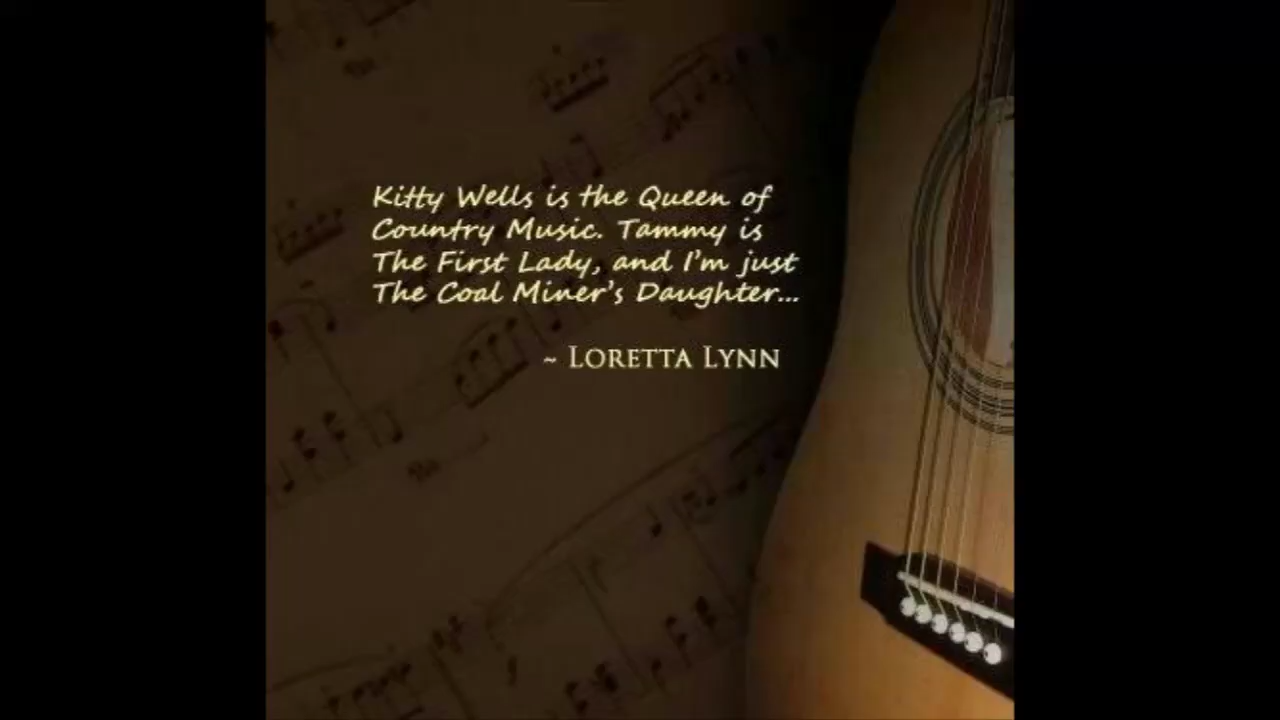 Kitty Wells is the Queen of
Country Music. Tammy is
The First Lady, and I'm just
The Coal Miner's Daughter...
~ LORETTA LYNN